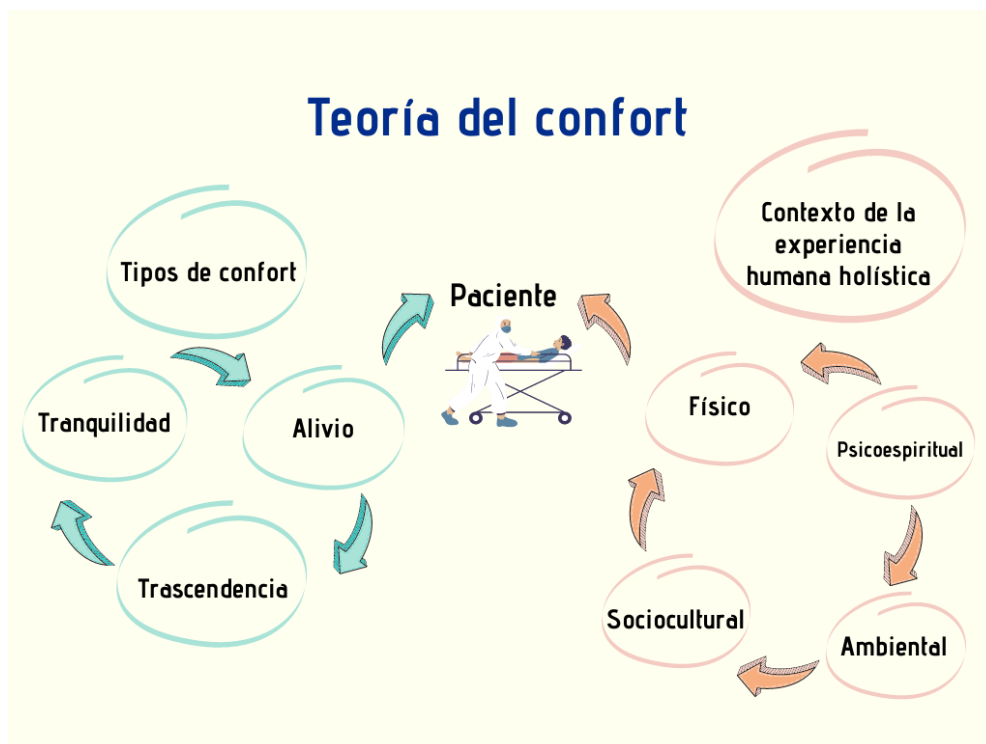 Teoría del confort
Tipos de confort
Tranquilidad
Alivio
Trascendencia
Paciente
Contexto de la
experiencia
humana holística
Físico
Psicoespiritual
Sociocultural
Ambiental